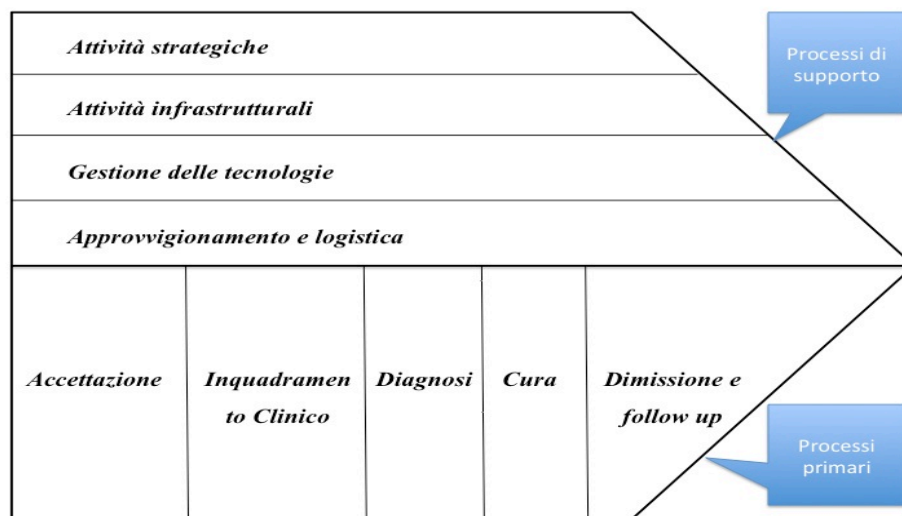 Attività strategiche
Processi di
supporto
Attività infrastrutturali
Gestione delle tecnologie
Approvvigionamento e logistica
Accettazione
Inquadramen
to Clinico
Diagnosi
Cura
Dimissione e
follow up
Processi
primari